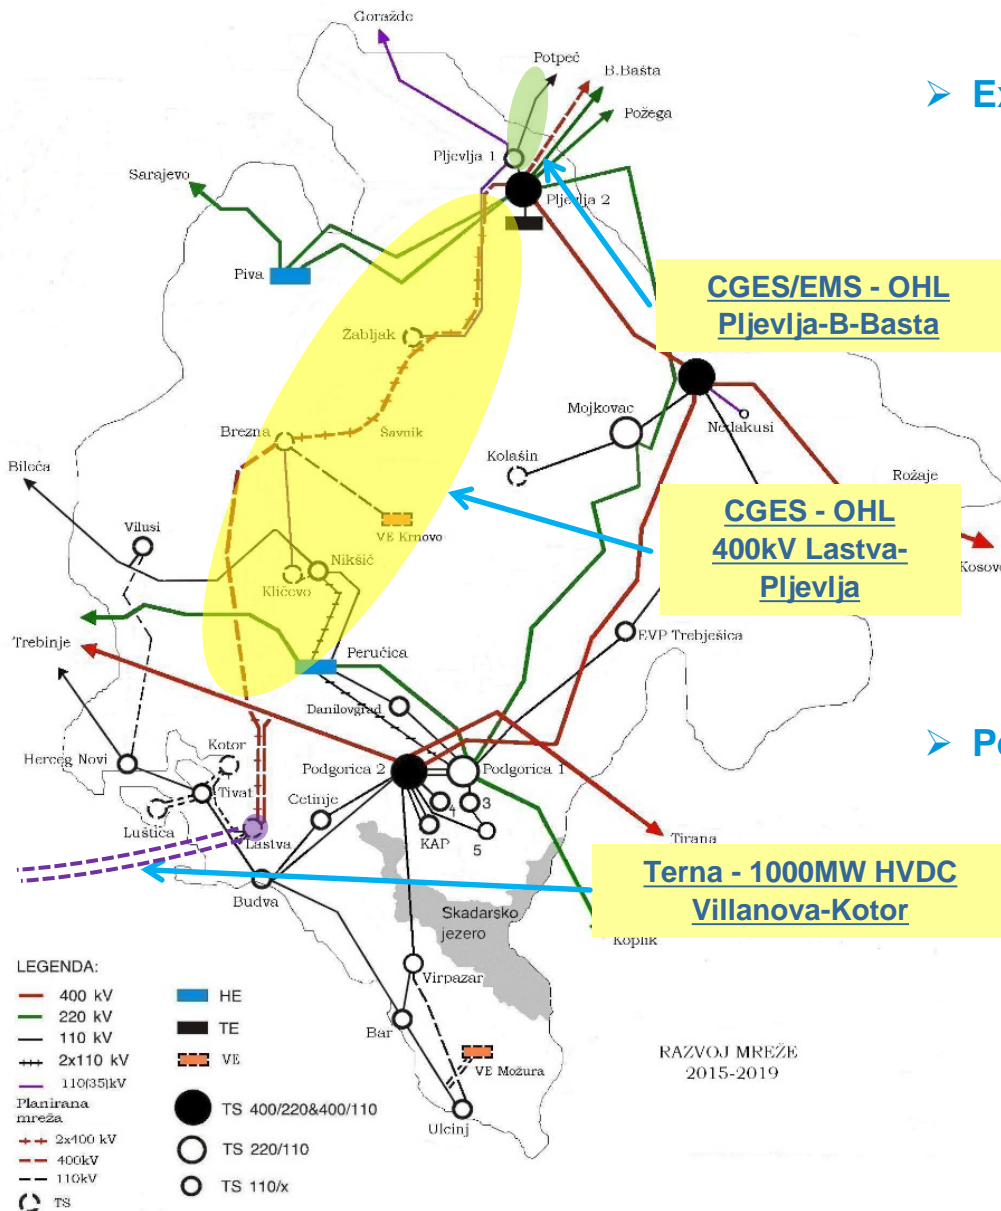 Goražde
Potpeć
B.Bašta
Požega
➢ Ex
Pljevlja 1
Sarajevo
Pljevlja 2
Piva
CGES/EMS - OHL
Pljevlja-B-Basta
Žabljak
Mojkovac
Nedakusi
Brezna
Šavnik
Kolašin
Bileća
Rožaje
Vilusi
CGES - OHL
400kV Lastva-
Pljevlja
VE Krnovo
Nikšić
Kličevo
Kosovo
Trebinje
Peručica
EVP Trebješica
Danilovgrad
➢ Po
Herceg Novi
Kotor
Podgorica 2
Podgorica 1
Tivat
Cetinje
4
3
Luštica
Lastva
KAP
5
Tirana
Terna - 1000MW HVDC
Villanova-Kotor
Budva
Skadarsko
jezero
Koplik
LEGENDA:
400 kV
220 kV
110 kV
2x110 kV
110(35)kV
Planirana
mreža
2x400 kV
400kV
110kV
TS
HE
TE
VE
TS 400/220&400/110
TS 220/110
TS 110/x
Virpazar
Bar
VE Možura
Ulcinj
RAZVOJ MREŽE
2015-2019